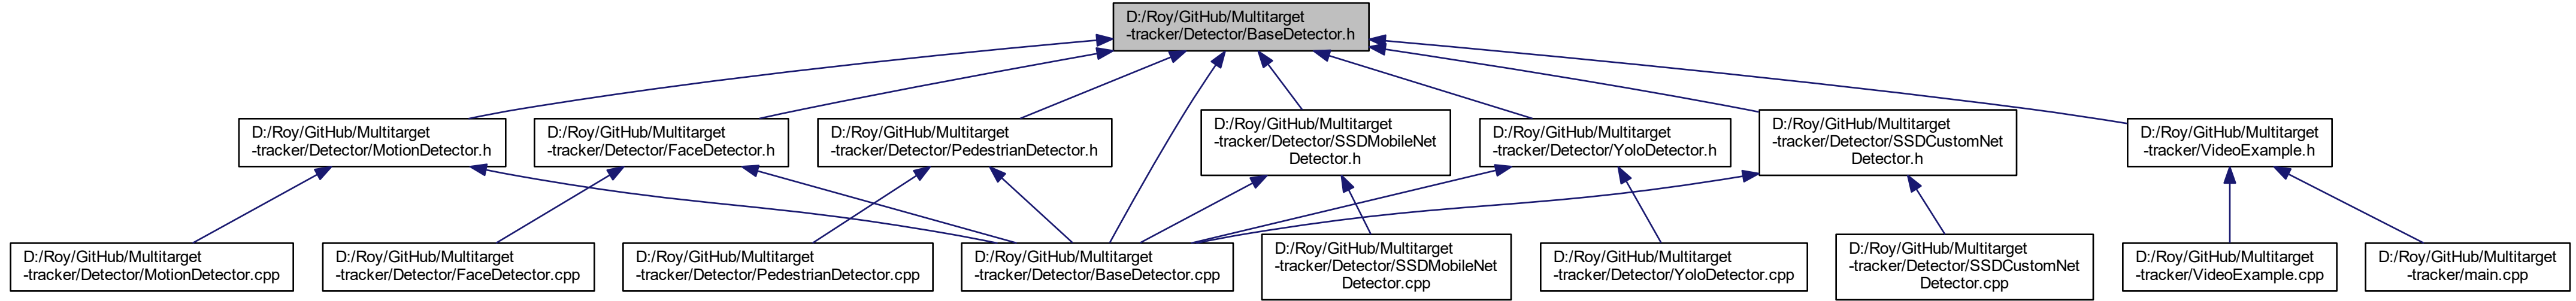 D:/Roy/GitHub/Multitarget
-tracker/Detector/BaseDetector.h
D:/Roy/GitHub/Multitarget
-tracker/Detector/MotionDetector.h
D:/Roy/GitHub/Multitarget
-tracker/Detector/FaceDetector.h
D:/Roy/GitHub/Multitarget
-tracker/Detector/PedestrianDetector.h
D:/Roy/GitHub/Multitarget
-tracker/Detector/SSDMobileNet
Detector.h
D:/Roy/GitHub/Multitarget
-tracker/Detector/YoloDetector.h
D:/Roy/GitHub/Multitarget
-tracker/Detector/SSDCustomNet
Detector.h
D:/Roy/GitHub/Multitarget
-tracker/VideoExample.h
D:/Roy/GitHub/Multitarget
-tracker/Detector/MotionDetector.cpp
D:/Roy/GitHub/Multitarget
-tracker/Detector/FaceDetector.cpp
D:/Roy/GitHub/Multitarget
-tracker/Detector/PedestrianDetector.cpp
D:/Roy/GitHub/Multitarget
-tracker/Detector/BaseDetector.cpp
D:/Roy/GitHub/Multitarget
-tracker/Detector/SSDMobileNet
Detector.cpp
D:/Roy/GitHub/Multitarget
-tracker/Detector/YoloDetector.cpp
D:/Roy/GitHub/Multitarget
-tracker/Detector/SSDCustomNet
Detector.cpp
D:/Roy/GitHub/Multitarget
-tracker/VideoExample.cpp
D:/Roy/GitHub/Multitarget
-tracker/main.cpp